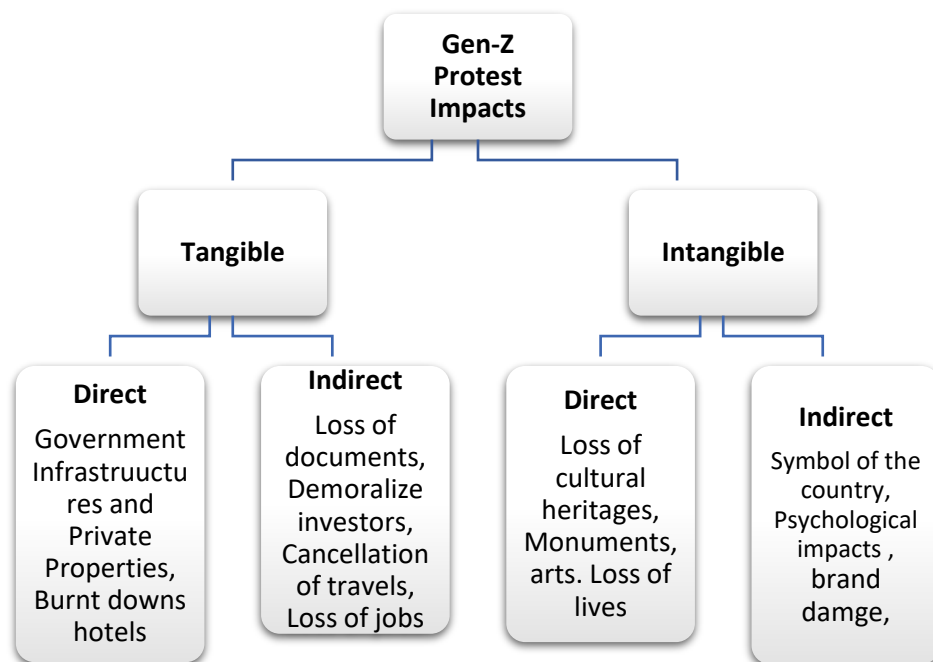 Gen-Z
Protest
Impacts
Tangible
Intangible
Direct
Government
Infrastruuctu
res and
Private
Properties,
Burnt downs
hotels
Indirect
Loss of
documents,
Demoralize
investors,
Cancellation
of travels,
Loss of jobs
Direct
Loss of
cultural
heritages,
Monuments,
arts. Loss of
lives
Indirect
Symbol of the
country,
Psychological
impacts ,
brand
damge,